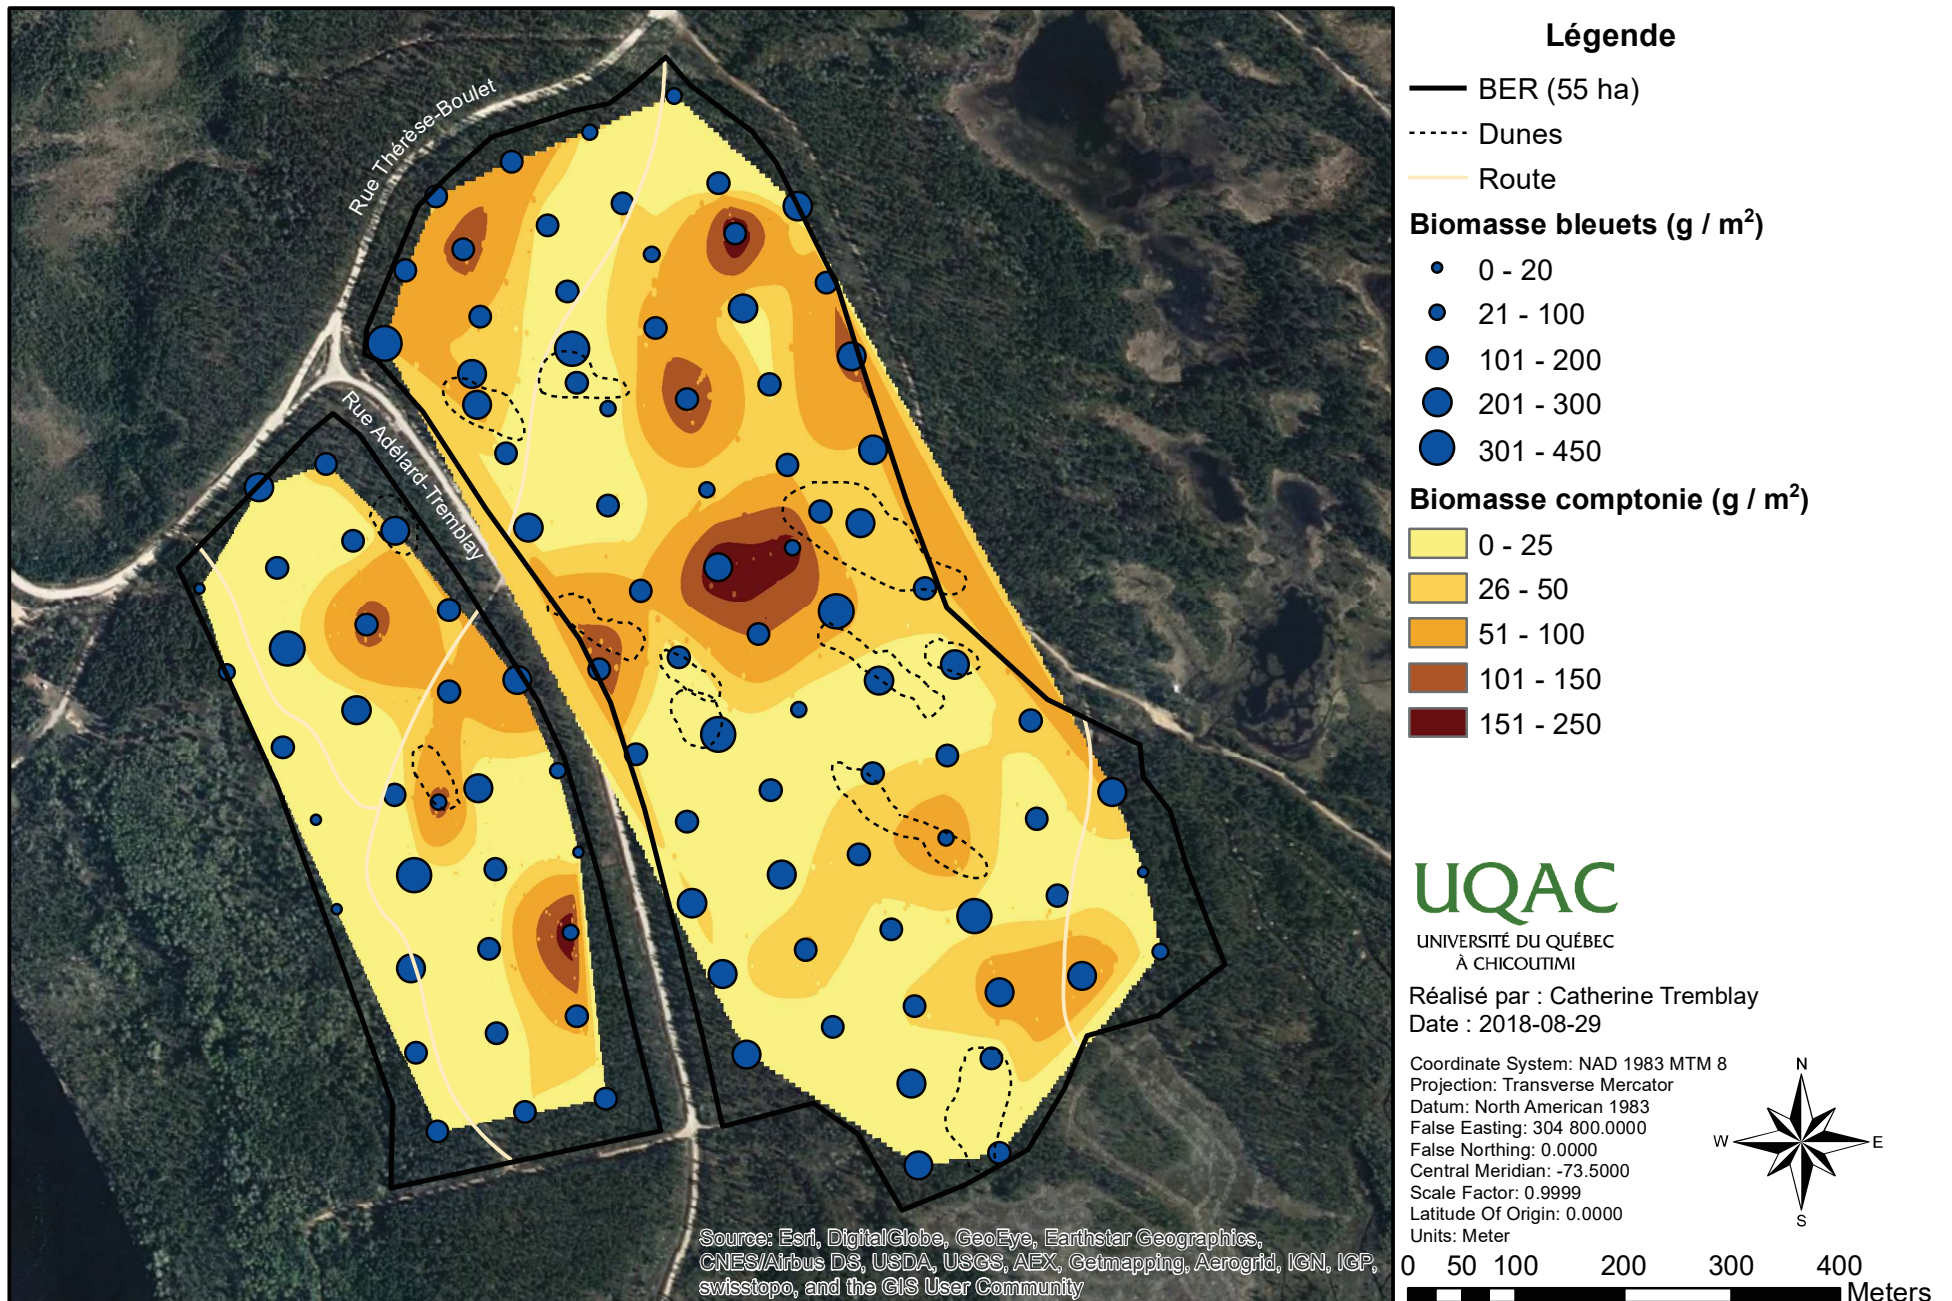 Rue Thérèse-Boulet
Rue Adélard-Tremblay
Source: Esri, DigitalGlobe, GeoEye, Earthstar Geographics,
CNES/Airbus DS, USDA, USGS, AEX, Getmapping, Aerogrid, IGN, IGP,
swisstopo, and the GIS User Community
Légende
BER (55 ha)
Dunes
Route
Biomasse bleuets (g / m²)
0 - 20
21 - 100
101 - 200
201 - 300
301 - 450
Biomasse comptonie (g / m²)
0 - 25
26 - 50
51 - 100
101 - 150
151 - 250
UQAC
UNIVERSITÉ DU QUÉBEC
À CHICOUTIMI
Réalisé par : Catherine Tremblay
Date : 2018-08-29
Coordinate System: NAD 1983 MTM 8
Projection: Transverse Mercator
Datum: North American 1983
False Easting: 304 800.0000
False Northing: 0.0000
Central Meridian: -73.5000
Scale Factor: 0.9999
Latitude Of Origin: 0.0000
Units: Meter
N
W E
S
0 50 100 200 300 400
Meters